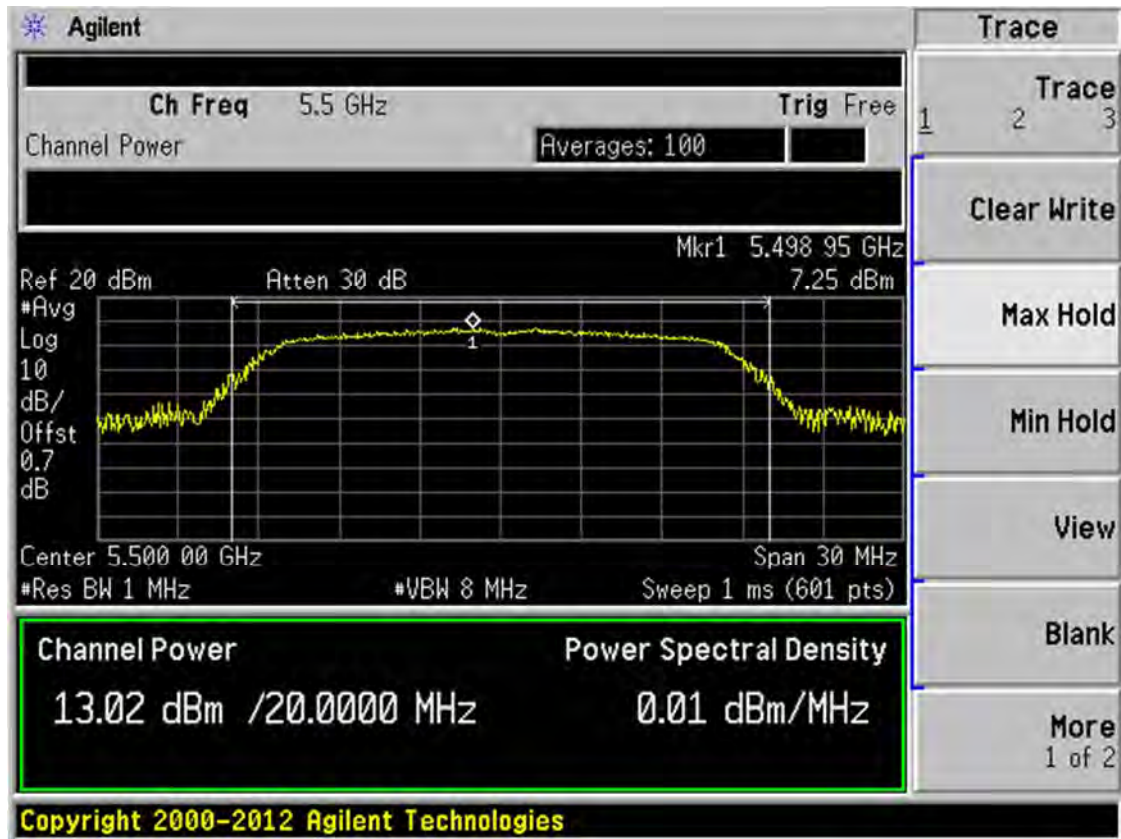 Agilent
Trace
Ch Freq 5.5 GHz Trig Free
Channel Power Averages: 100
Mkr1 5.498 95 GHz
Ref 20 dBm Atten 30 dB 7.25 dBm
#Avg
Log
10
dB/
Offst
0.7
dB
1
Center 5.500 00 GHz Span 30 MHz
#Res BW 1 MHz #VBW 8 MHz Sweep 1 ms (601 pts)
Channel Power Power Spectral Density
13.02 dBm /20.0000 MHz 0.01 dBm/MHz
Copyright 2000-2012 Agilent Technologies
Trace
1 2 3
Clear Write
Max Hold
Min Hold
View
Blank
More
1 of 2